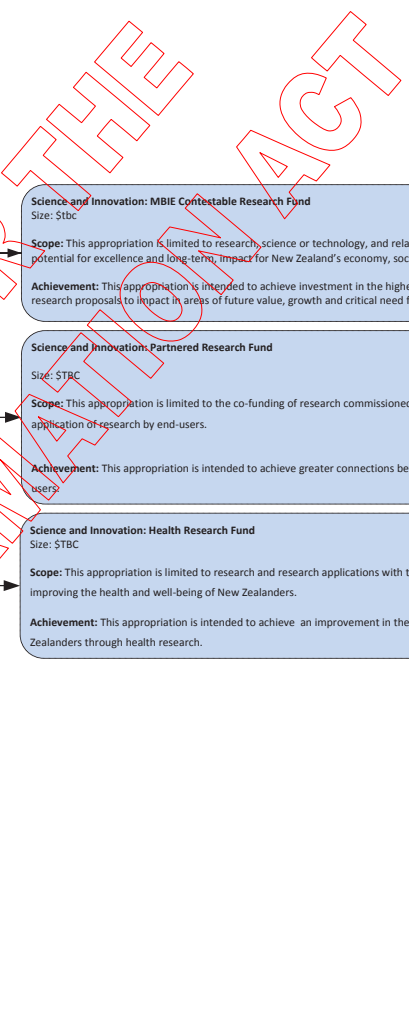 THE
ACT
MATION
Science and Innovation: MBIE Contestable Research Fund
Size: $tbc
Scope: This appropriation is limited to research, science or technology, and rela
potential for excellence and long-term, impact for New Zealand's economy, soc
Achievement: This appropriation is intended to achieve investment in the highe
research proposals to impact in areas of future value, growth and critical need f
Science and Innovation: Partnered Research Fund
Size: $TBC
Scope: This appropriation is limited to the co-funding of research commissioned
application of research by end-users.
Achievement: This appropriation is intended to achieve greater connections be
users.
Science and Innovation: Health Research Fund
Size: $TBC
Scope: This appropriation is limited to research and research applications with t
improving the health and well-being of New Zealanders.
Achievement: This appropriation is intended to achieve an improvement in the
Zealanders through health research.